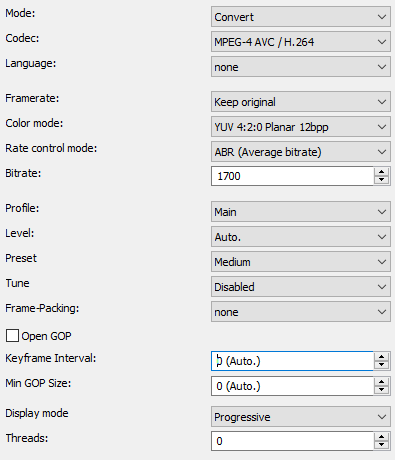 Mode: Convert
Codec: MPEG-4 AVC / H.264
Language: none
Framerate: Keep original
Color mode: YUV 4:2:0 Planar 12bpp
Rate control mode: ABR (Average bitrate)
Bitrate: 1700
Profile: Main
Level: Auto.
Preset Medium
Tune Disabled
Frame-Packing: none
Open GOP
Keyframe Interval: 0 (Auto.)
Min GOP Size: 0 (Auto.)
Display mode Progressive
Threads: 0